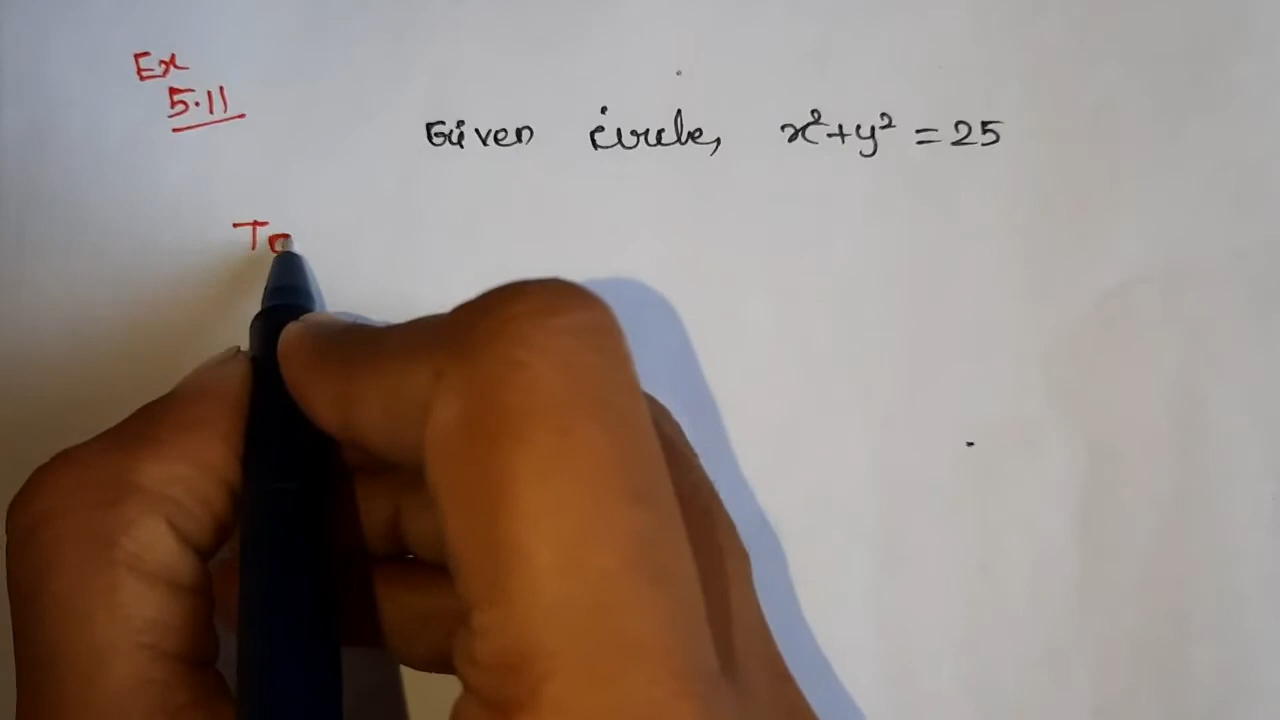 Ex
5.11
Given circle, x²+y² = 25
To